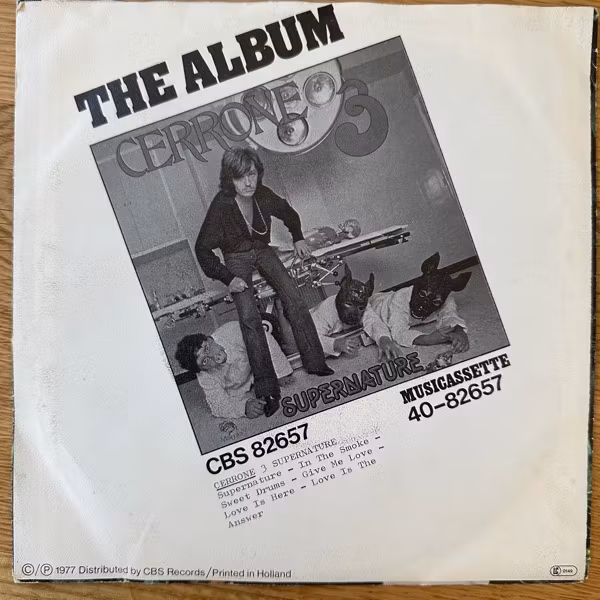 THE ALBUM
CERRONE 3
SUPERNATURE
CBS 82657
MUSICASSETTE
40-82657
CERRONE 3 SUPERNATURE
Supernature - In The Smoke -
Sweet Drums - Give Me Love -
Love Is Here - Love Is The
Answer
©/Ⓟ 1977 Distributed by CBS Records/Printed in Holland